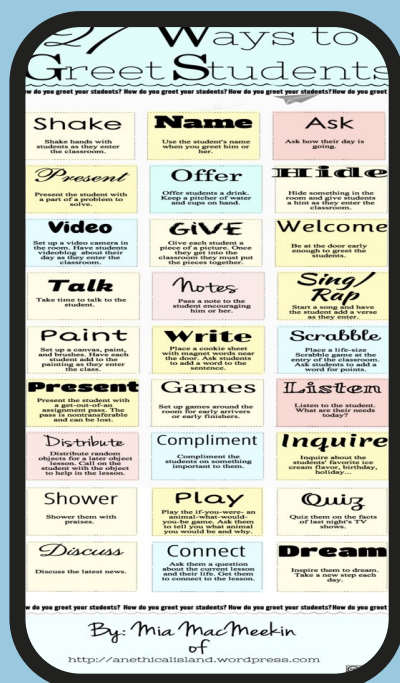 27 Ways to
Greet Students
ow do you greet your students? How do you greet your students? How do you greet your students? How do you greet
Shake
Shake hands with
students as they enter
the classroom.
Name
Use the student's name
when you greet him or
her.
Ask
Ask how their day is
going.
Present
Present the student with
a part of a problem to
solve.
Offer
Offer students a drink.
Keep a pitcher of water
and cups on hand.
Hide
Hide something in the
room and give students
a hint as they enter the
classroom.
Video
Set up a video camera in
the room. Have students
videoblog about their
day as they enter the
classroom.
GIVE
Give each student a
piece of a picture. Once
they get into the
classroom they must put
the pieces together.
Welcome
Be at the door early
enough to greet the
students.
Talk
Take time to talk to the
student.
Notes
Pass a note to the
student encouraging
him or her.
Sing/
Rap
Start a song and have
the student add a verse
as they enter.
Paint
Set up a canvas, paint,
and brushes. Have each
student add to the
painting as they enter
the class.
Write
Place a cookie sheet
with magnet words near
the door. Ask students
to add a word to the
sentence.
Scrabble
Place a life-size
Scrabble game at the
entry of the classroom.
Ask students to add a
word for points.
Present
Present the student with
a get-out-of-an
assignment pass. The
pass is nontransferable
and can be lost.
Games
Set up games around the
room for early arrivers
or early finishers.
Listen
Listen to the student.
What are their needs
today?
Distribute
Distribute random
objects for a later object
lesson. Call on the
student with the object
to help in the lesson.
Compliment
Compliment the
students on something
important to them.
Inquire
Inquire about the
students' favorite ice
cream flavor, birthday,
holiday...
Shower
Shower them with
praises.
Play
Play the if-you-were- an
animal-what-would-
you-be game. Ask them
to tell you what animal
you would be and why.
Quiz
Quiz them on the facts
of last night's TV
shows.
Discuss
Discuss the latest news.
Connect
Ask them a question
about the current lesson
and their life. Get them
to connect to the lesson.
Dream
Inspire them to dream.
Take a new step each
day.
ow do you greet your students? How do you greet your students? How do you greet your students? How do you greet
By: Mia MacMeekin
of
http://anethicalisland.wordpress.com